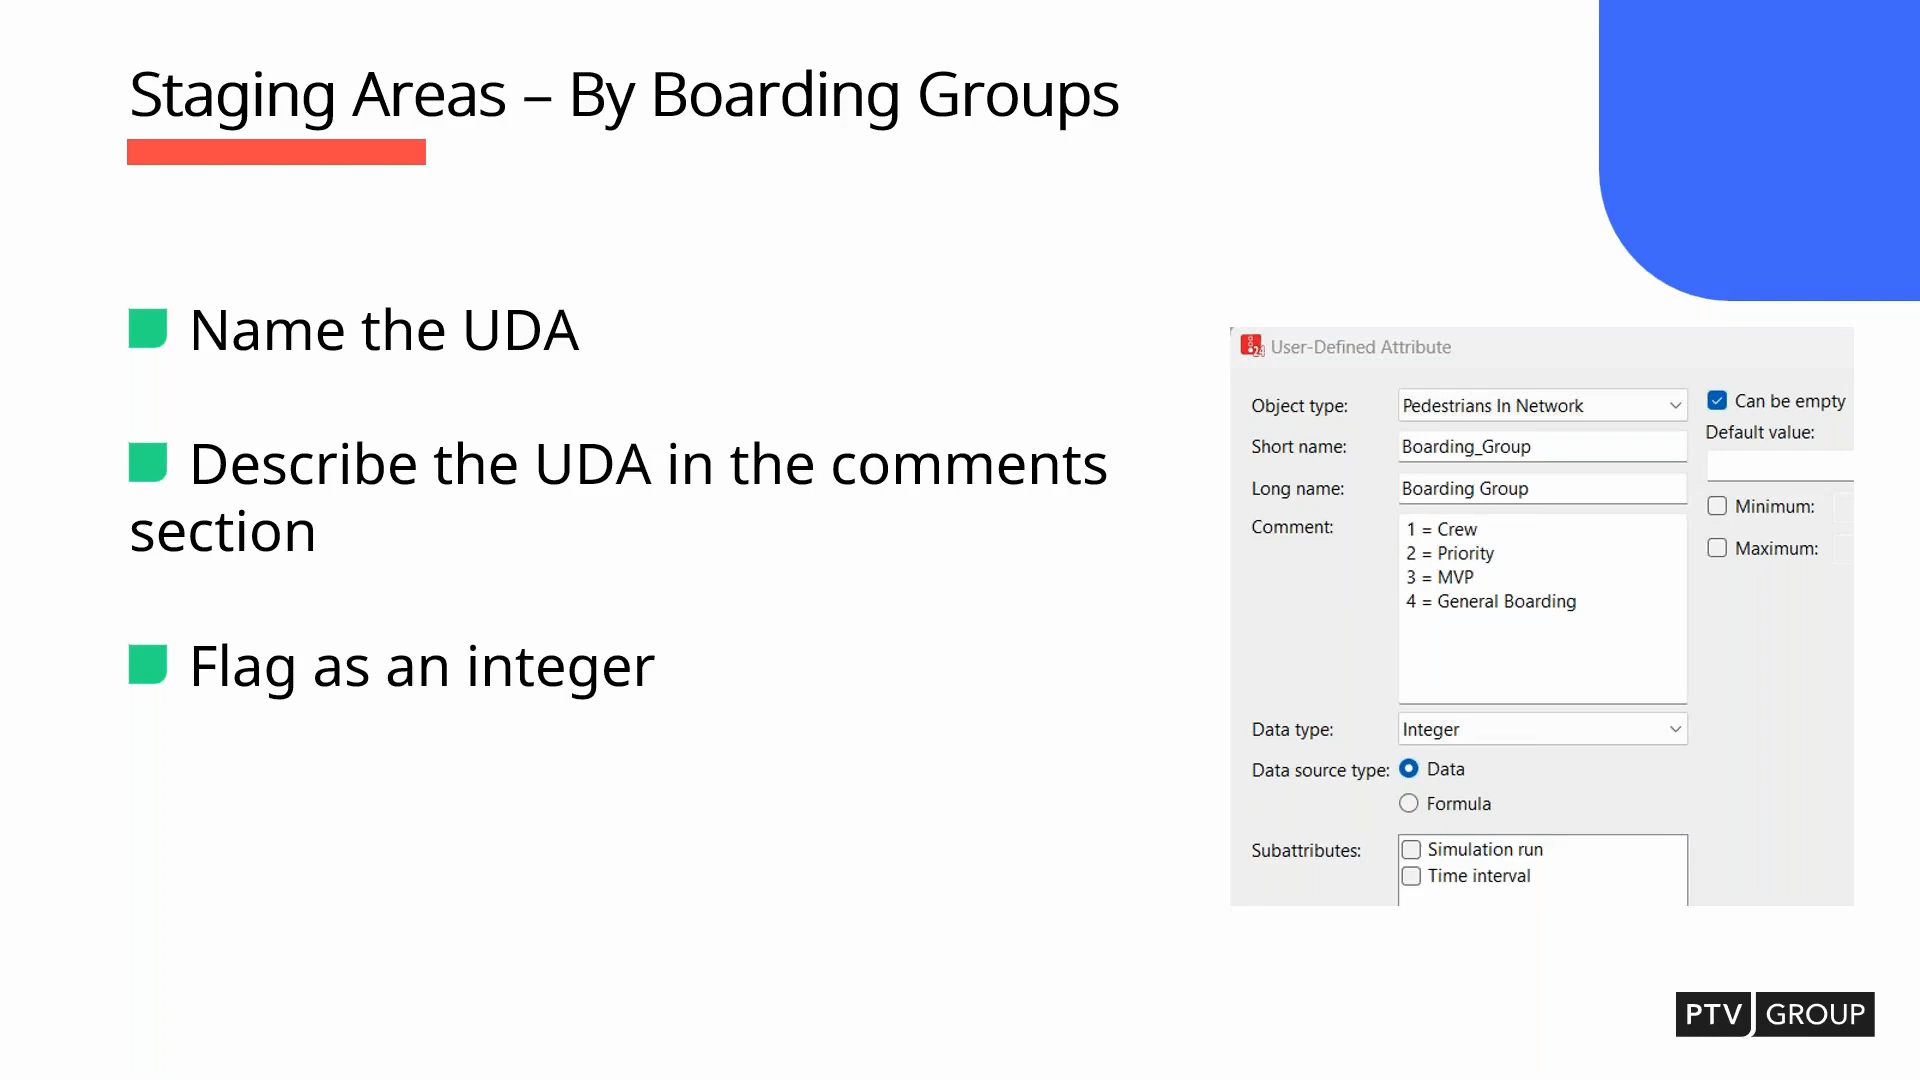 Staging Areas – By Boarding Groups
Name the UDA
Describe the UDA in the comments
section
Flag as an integer
User-Defined Attribute
Object type: Pedestrians In Network
Short name: Boarding_Group
Long name: Boarding Group
Comment: 1 = Crew
2 = Priority
3 = MVP
4 = General Boarding
Data type: Integer
Data source type: Data
Formula
Subattributes: Simulation run
Time interval
Can be empty
Default value:
Minimum:
Maximum:
PTV GROUP